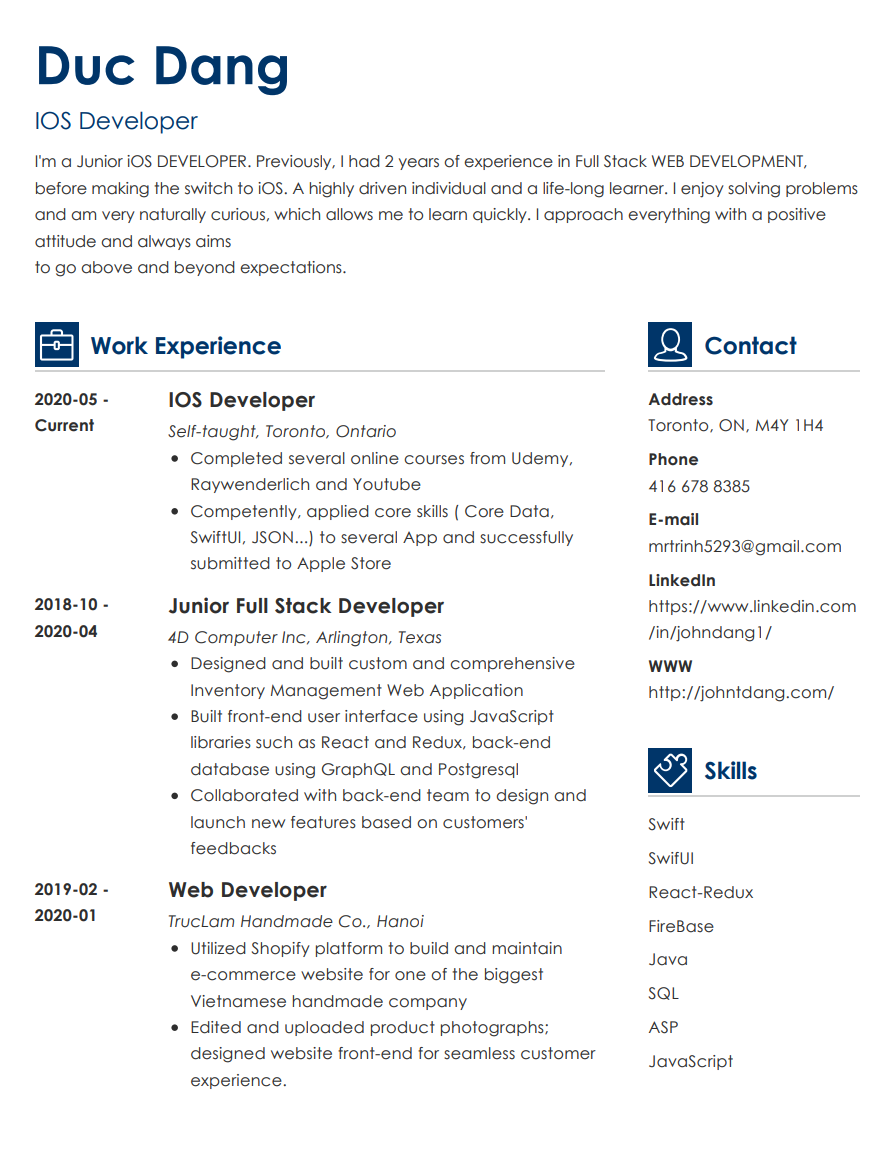 Duc Dang
IOS Developer
I'm a Junior iOS DEVELOPER. Previously, I had 2 years of experience in Full Stack WEB DEVELOPMENT,
before making the switch to iOS. A highly driven individual and a life-long learner. I enjoy solving problems
and am very naturally curious, which allows me to learn quickly. I approach everything with a positive
attitude and always aims
to go above and beyond expectations.
Work Experience
2020-05 -
Current
IOS Developer
Self-taught, Toronto, Ontario
• Completed several online courses from Udemy,
Raywenderlich and Youtube
• Competently, applied core skills ( Core Data,
SwiftUI, JSON...) to several App and successfully
submitted to Apple Store
2018-10 -
2020-04
Junior Full Stack Developer
4D Computer Inc, Arlington, Texas
• Designed and built custom and comprehensive
Inventory Management Web Application
• Built front-end user interface using JavaScript
libraries such as React and Redux, back-end
database using GraphQL and Postgresql
• Collaborated with back-end team to design and
launch new features based on customers'
feedbacks
2019-02 -
2020-01
Web Developer
TrucLam Handmade Co., Hanoi
• Utilized Shopify platform to build and maintain
e-commerce website for one of the biggest
Vietnamese handmade company
• Edited and uploaded product photographs;
designed website front-end for seamless customer
experience.
Contact
Address
Toronto, ON, M4Y 1H4
Phone
416 678 8385
E-mail
mrtrinh5293@gmail.com
LinkedIn
https://www.linkedin.com
/in/johndang1/
WWW
http://johntdang.com/
Skills
Swift
SwifUI
React-Redux
FireBase
Java
SQL
ASP
JavaScript